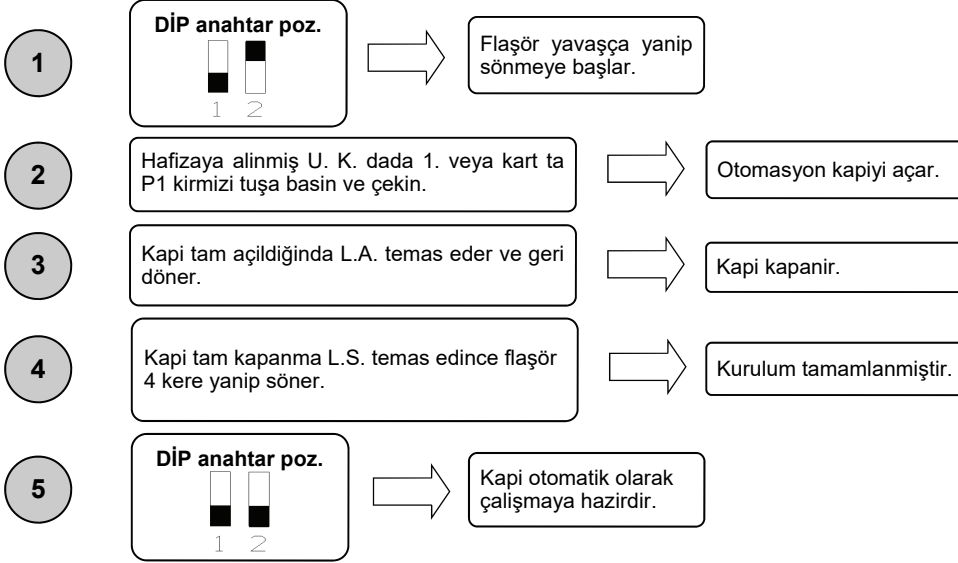 DİP anahtar poz.
1 2
1
Flaşör yavaşça yanip
sönmeye başlar.
2
Hafizaya alinmiş U. K. dada 1. veya kart ta
P1 kirmizi tuşa basin ve çekin.
Otomasyon kapiyi açar.
3
Kapi tam açildiğinda L.A. temas eder ve geri
döner.
Kapi kapanir.
4
Kapi tam kapanma L.S. temas edince flaşör
4 kere yanip söner.
Kurulum tamamlanmiştir.
5
DİP anahtar poz.
1 2
Kapi otomatik olarak
çalişmaya hazirdir.